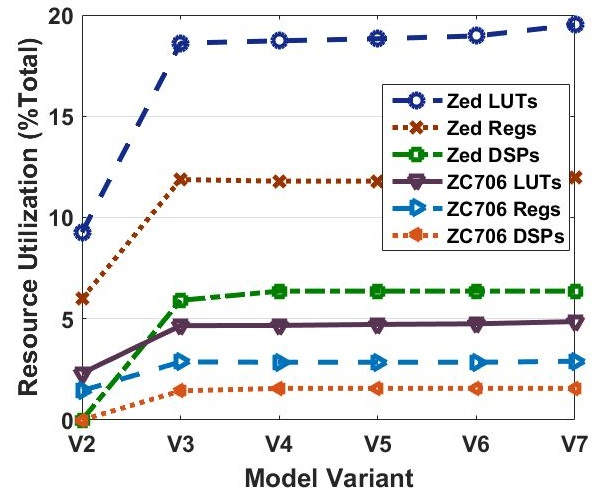 Resource Utilization (%Total)
20
15
10
5
0
Zed LUTs
Zed Regs
Zed DSPs
ZC706 LUTs
ZC706 Regs
ZC706 DSPs
V2 V3 V4 V5 V6 V7
Model Variant